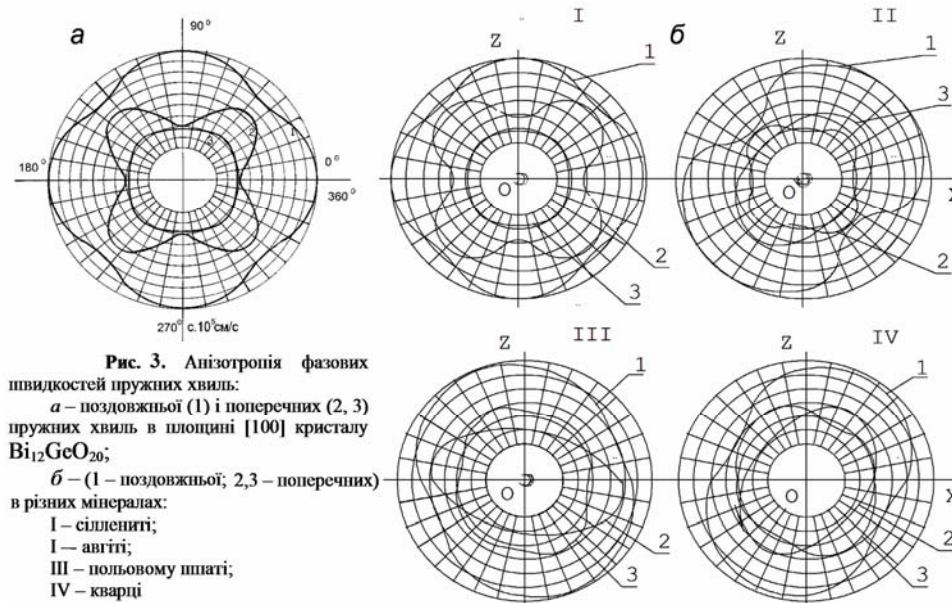 а
90°
180°
0°
360°
270° с.10⁵см/с
2
1
3
б
I
Z
1
O
2
3
II
Z
1
3
O
2
III
Z
1
O
2
3
IV
Z
1
X
O
2
3
Рис. 3. Анізотропія фазових
швидкостей пружних хвиль:
а – поздовжньої (1) і поперечних (2, 3)
пружних хвиль в площині [100] кристалу
Bi₁₂GeO₂₀;
б – (1 – поздовжньої; 2,3 – поперечних)
в різних мінералах:
I – сіллениті;
I – авгіті;
III – польовому шпаті;
IV – кварці